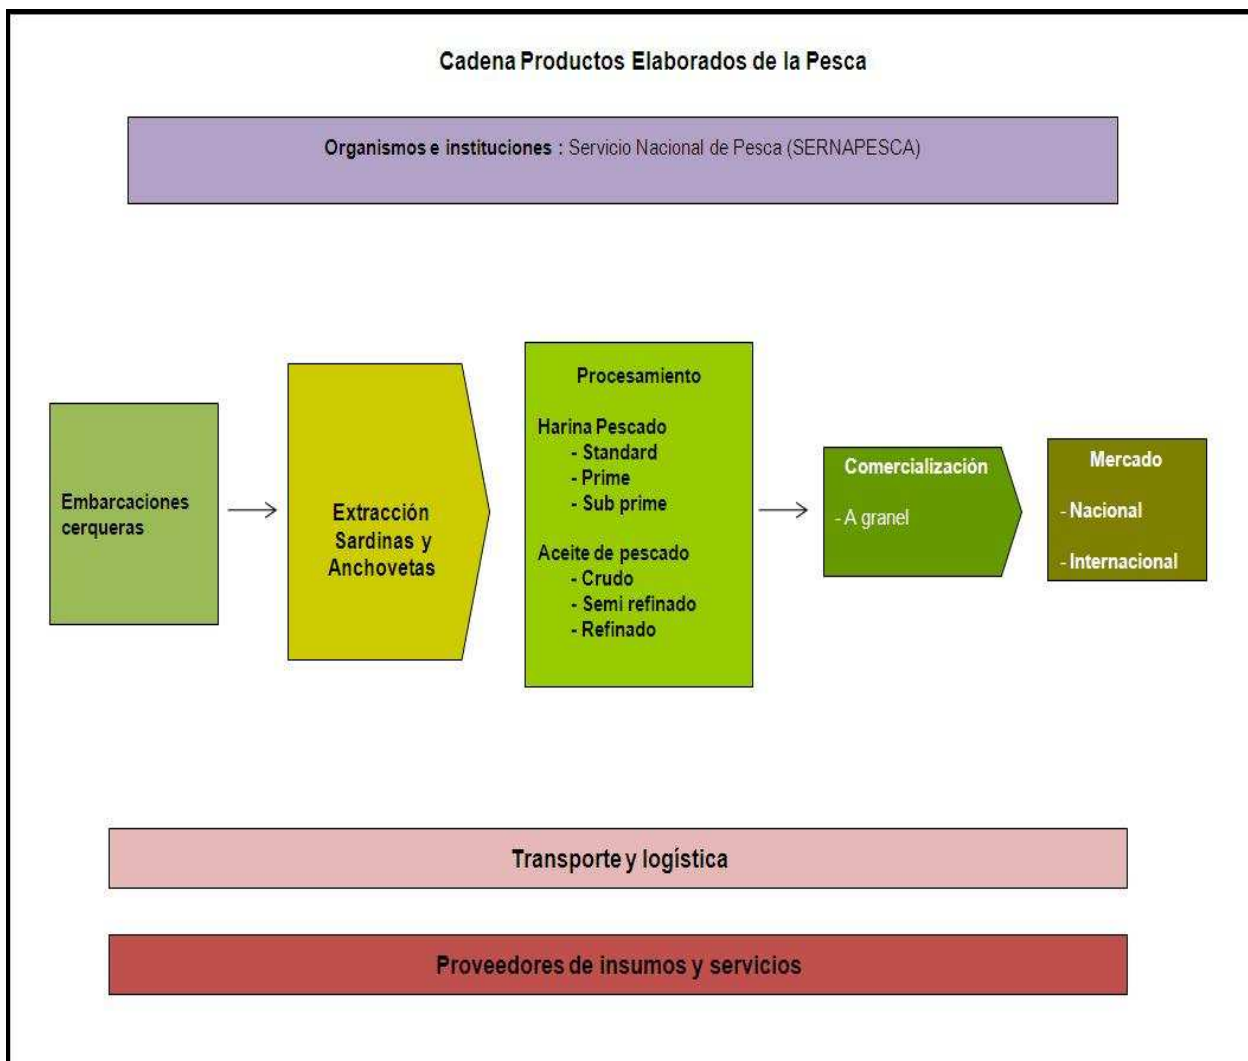 Cadena Productos Elaborados de la Pesca
Organismos e instituciones : Servicio Nacional de Pesca (SERNAPESCA)
Embarcaciones
cerqueras
Extracción
Sardinas y
Anchovetas
Procesamiento
Harina Pescado
- Standard
- Prime
- Sub prime
Aceite de pescado
- Crudo
- Semi refinado
- Refinado
Comercialización
- A granel
Mercado
- Nacional
- Internacional
Transporte y logística
Proveedores de insumos y servicios